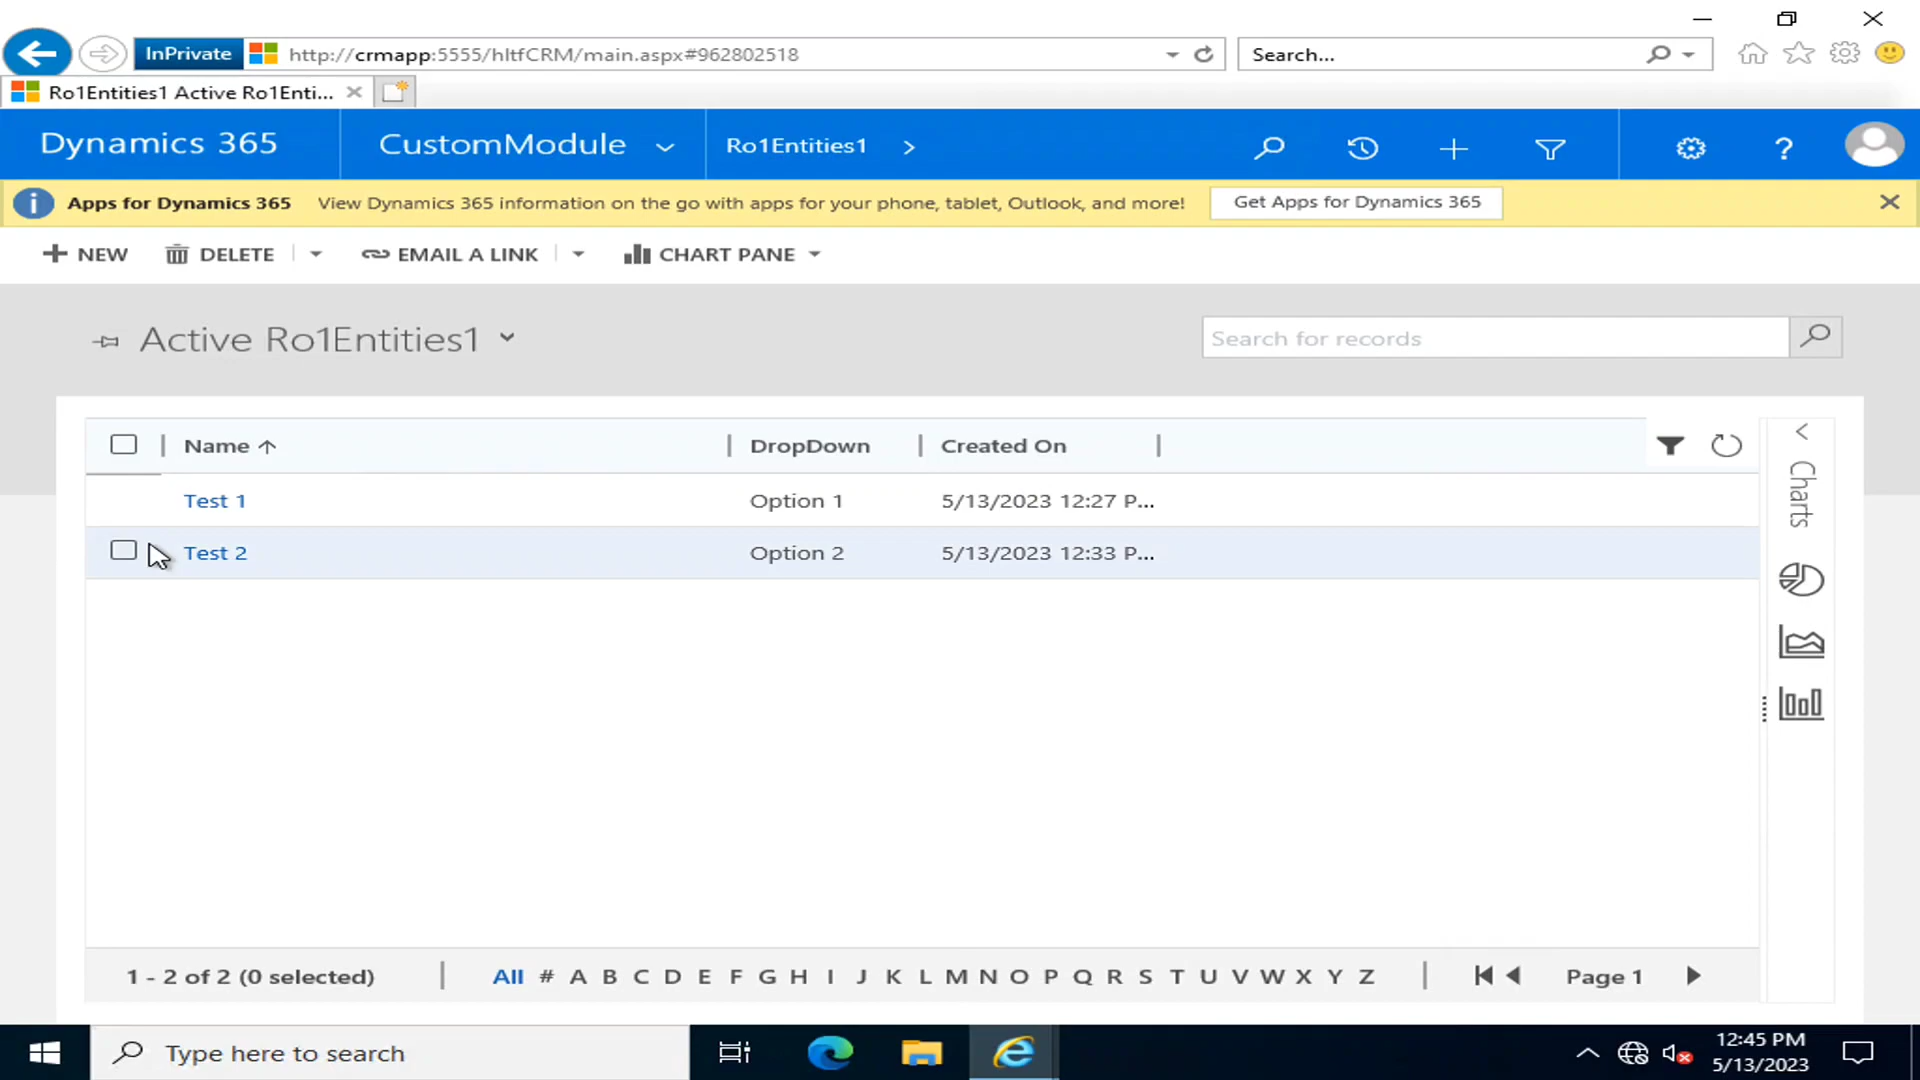 InPrivate http://crmapp:5555/hltfCRM/main.aspx#962802518 Search...
Ro1Entities1 Active Ro1Enti...
Dynamics 365 CustomModule Ro1Entities1 > ?
Apps for Dynamics 365 View Dynamics 365 information on the go with apps for your phone, tablet, Outlook, and more! Get Apps for Dynamics 365
NEW DELETE EMAIL A LINK CHART PANE
Active Ro1Entities1 Search for records
Name DropDown Created On
Charts
Test 1 Option 1 5/13/2023 12:27 P...
Test 2 Option 2 5/13/2023 12:33 P...
1 - 2 of 2 (0 selected) All # A B C D E F G H I J K L M N O P Q R S T U V W X Y Z Page 1
Type here to search 12:45 PM
5/13/2023